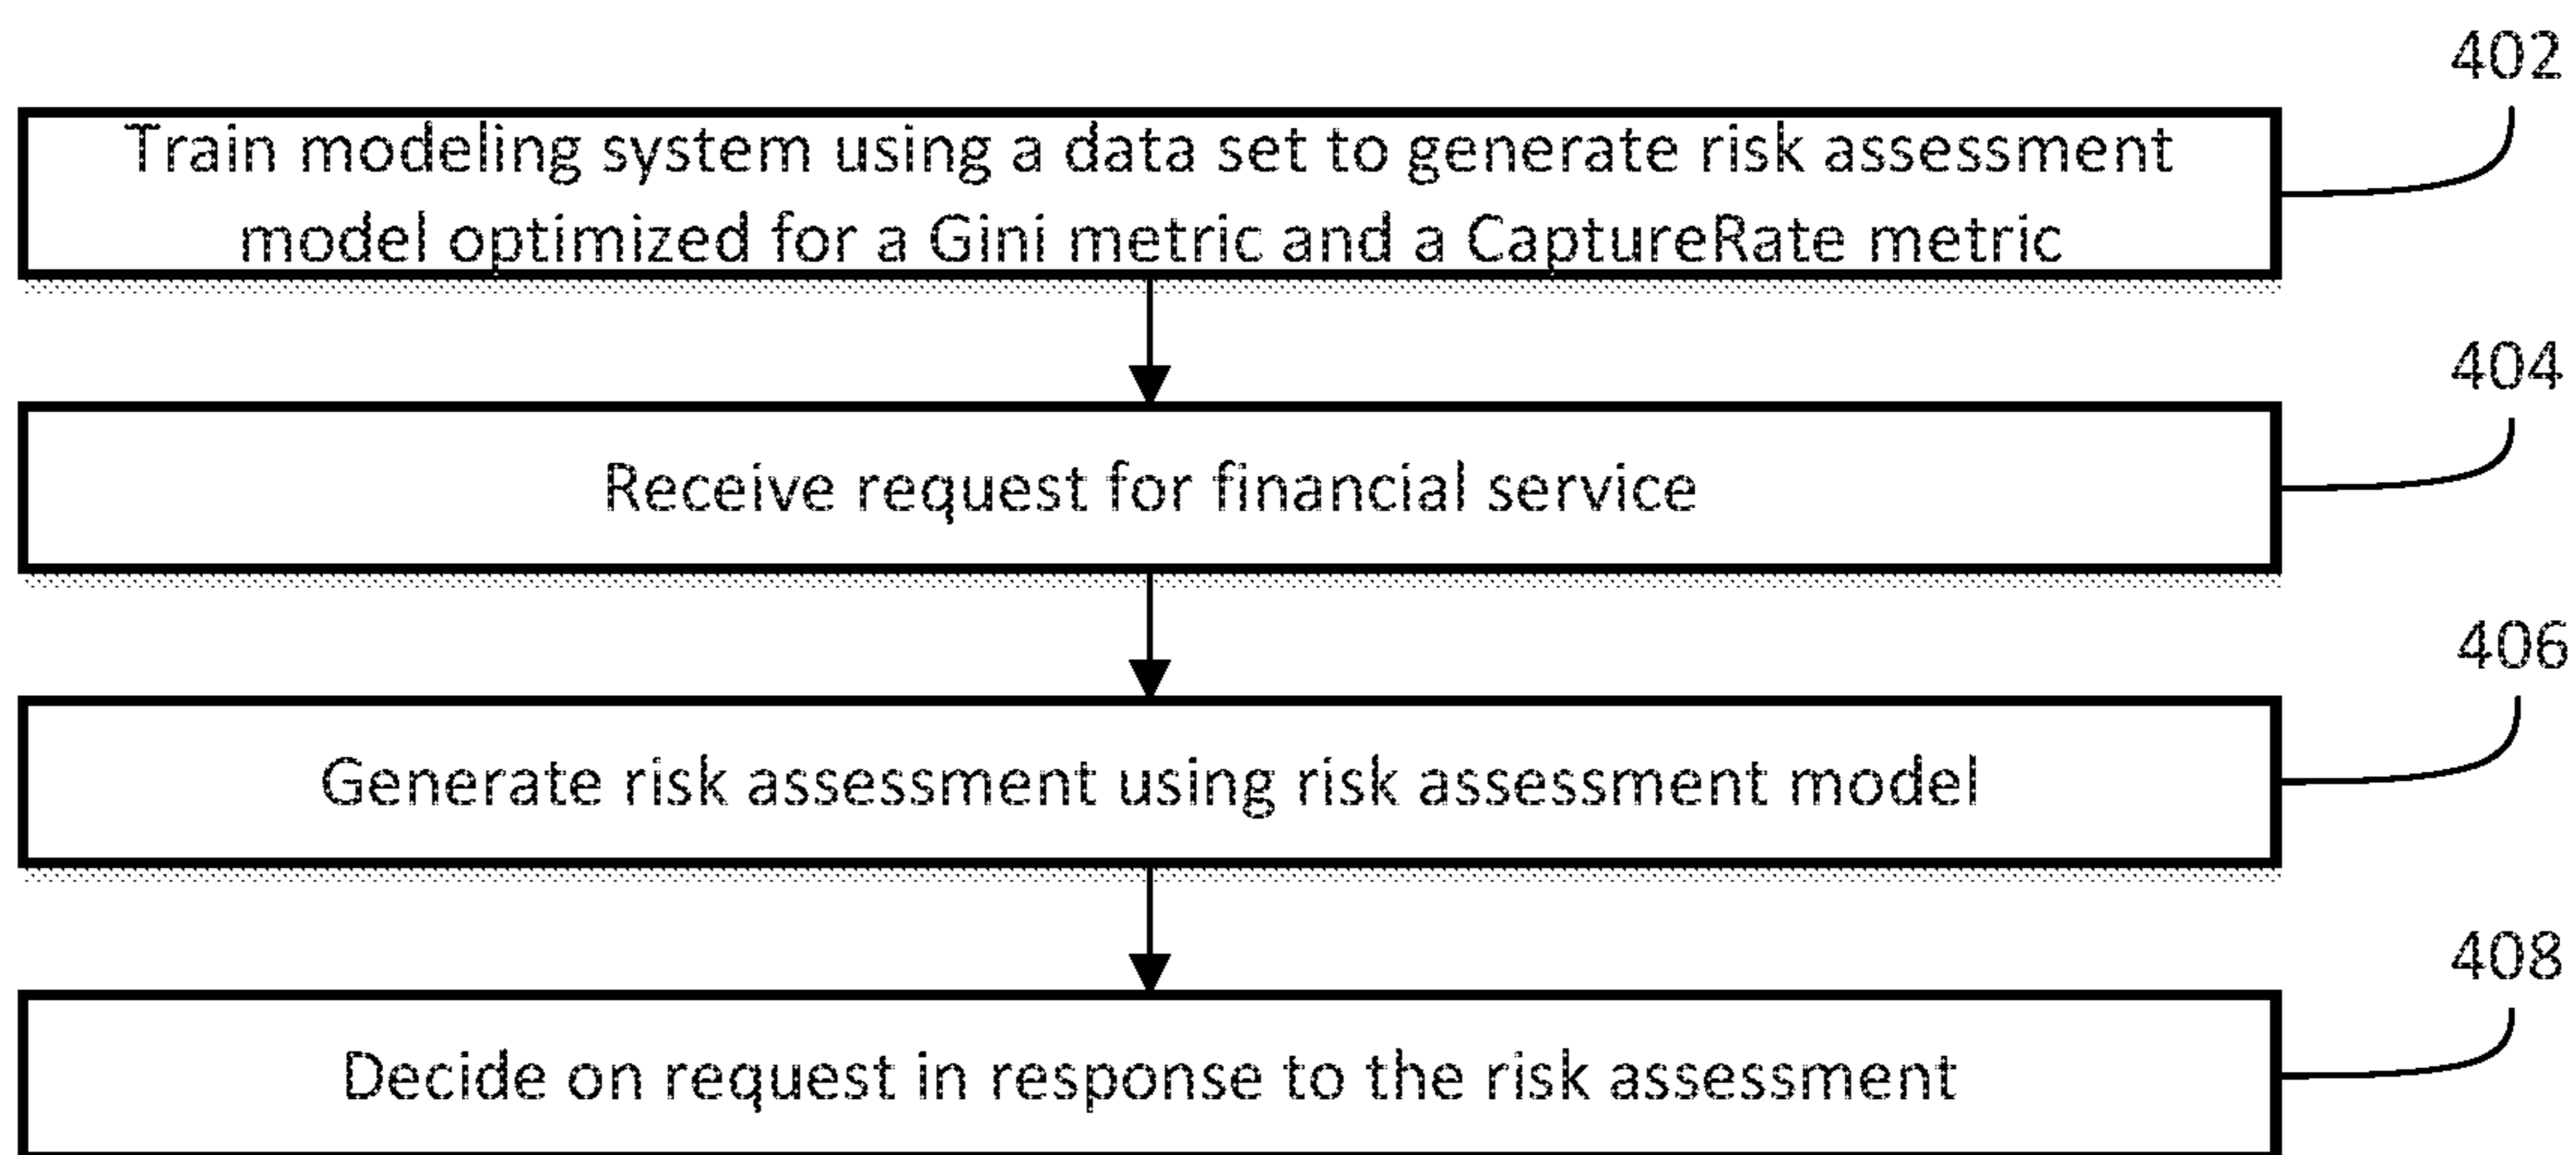 402
Train modeling system using a data set to generate risk assessment
model optimized for a Gini metric and a CaptureRate metric
404
Receive request for financial service
406
Generate risk assessment using risk assessment model
408
Decide on request in response to the risk assessment